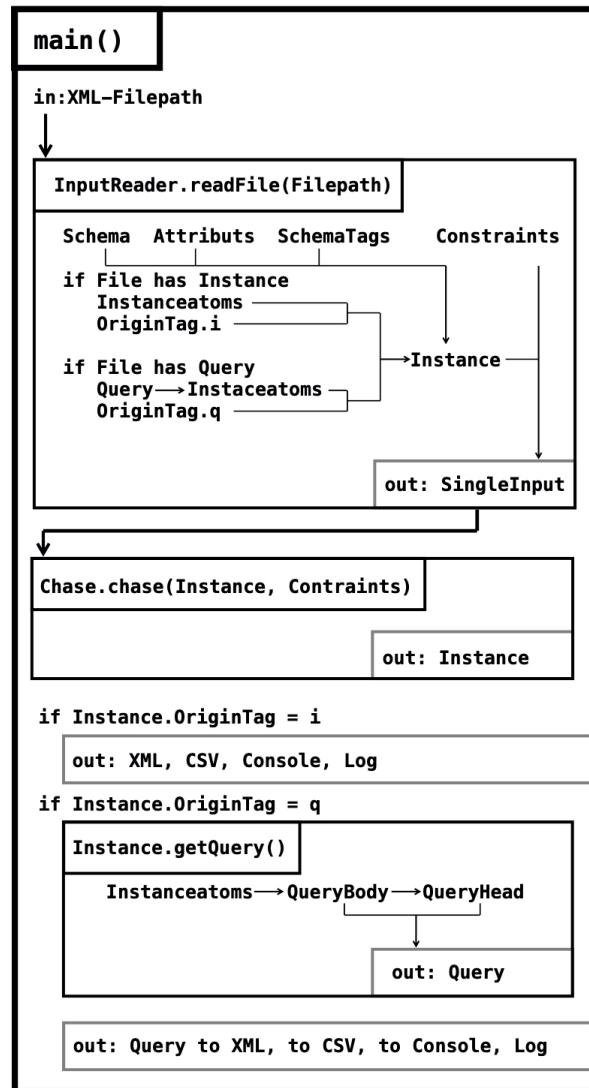 main()
in:XML-Filepath
InputReader.readFile(Filepath)
Schema Attributs SchemaTags Constraints
if File has Instance
Instanceatoms
OriginTag.i
Instance
if File has Query
Query Instaceatoms
OriginTag.q
out: SingleInput
Chase.chase(Instance, Contraints)
out: Instance
if Instance.OriginTag = i
out: XML, CSV, Console, Log
if Instance.OriginTag = q
Instance.getQuery()
Instanceatoms QueryBody QueryHead
out: Query
out: Query to XML, to CSV, to Console, Log